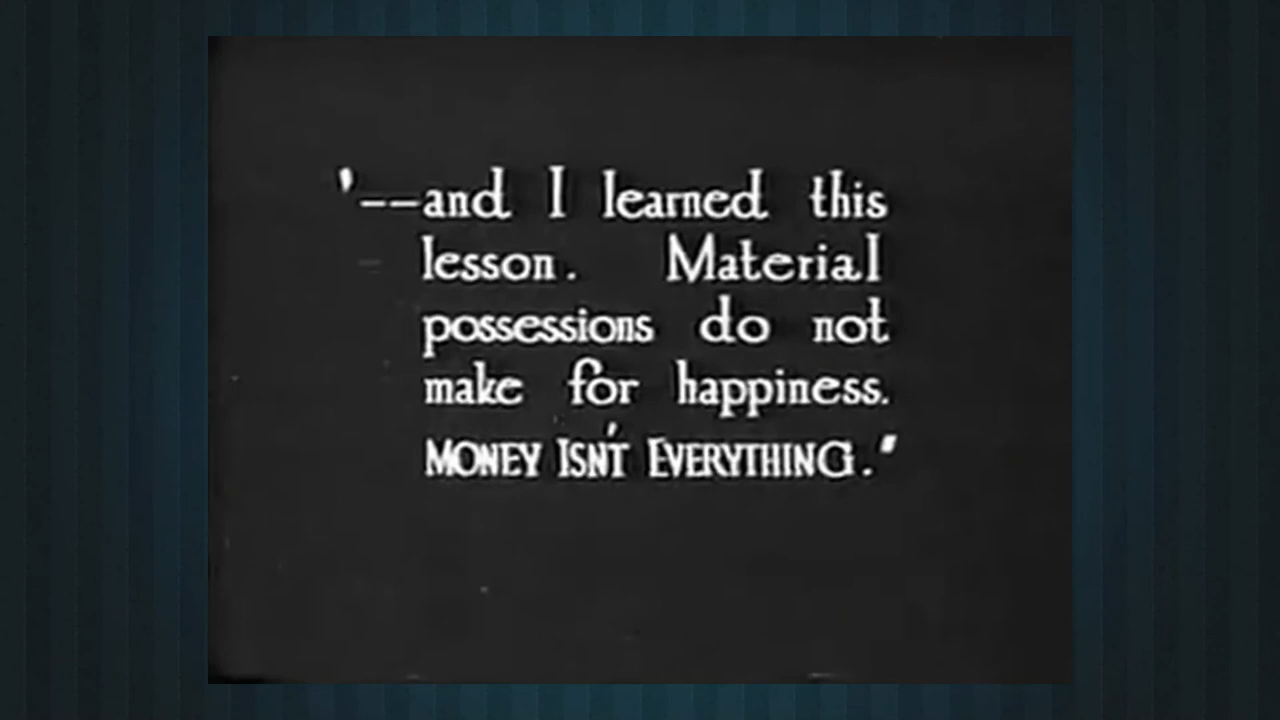 '--and I learned this
lesson. Material
possessions do not
make for happiness.
MONEY ISN'T EVERYTHING."